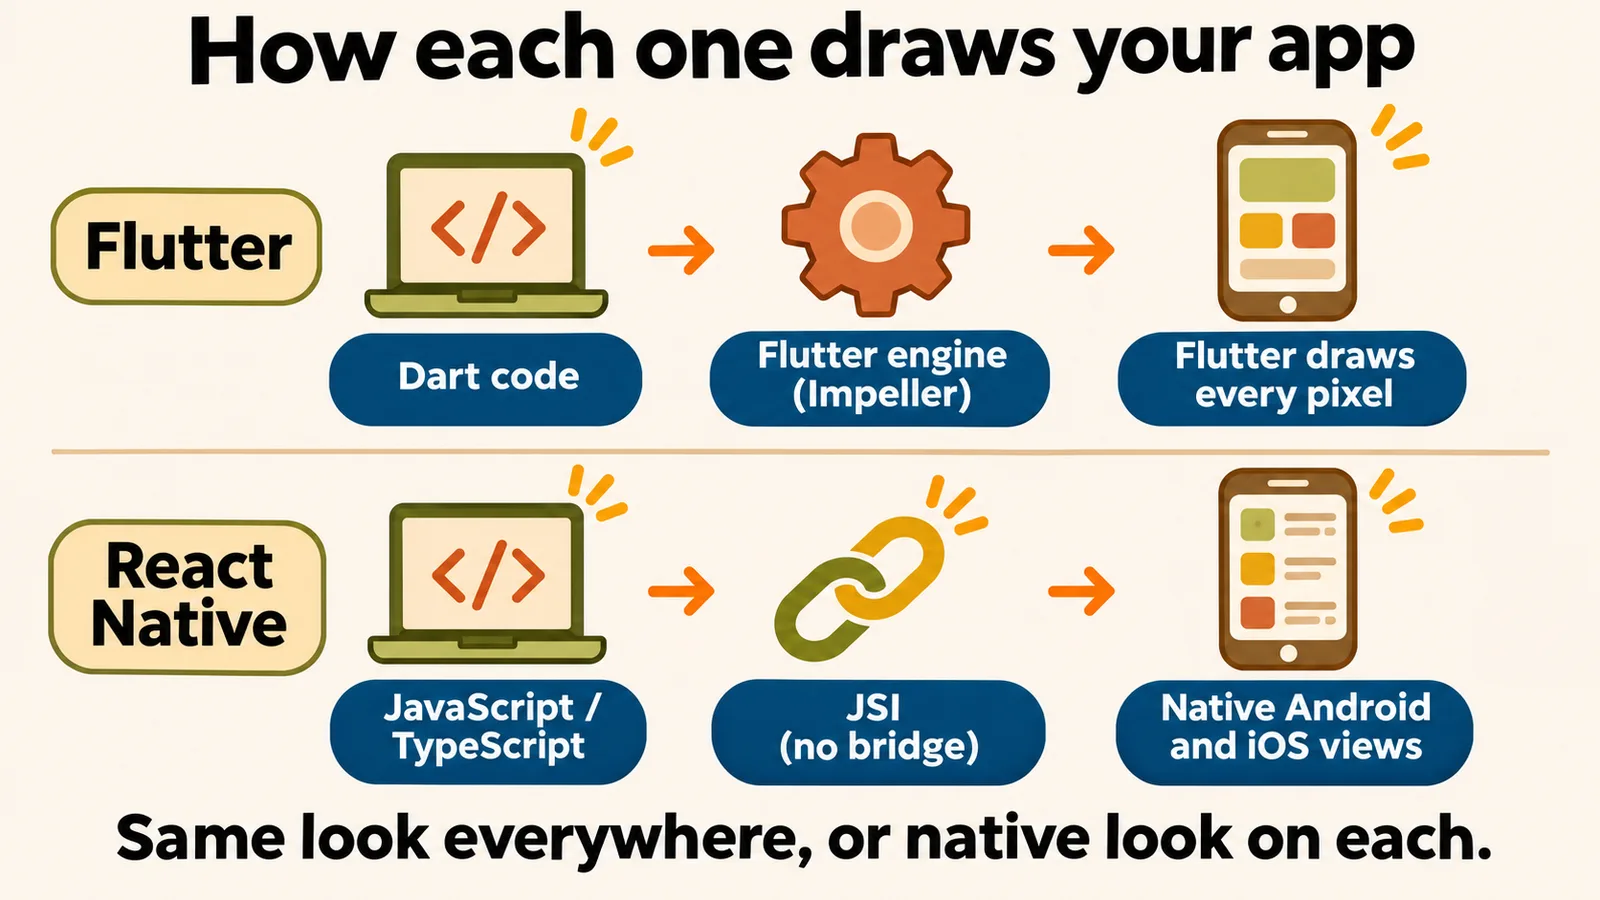 How each one draws your app
Flutter
</>
Dart code
Flutter engine
(Impeller)
Flutter draws
every pixel
React
Native
</>
JavaScript /
TypeScript
JSI
(no bridge)
Native Android
and iOS views
Same look everywhere, or native look on each.